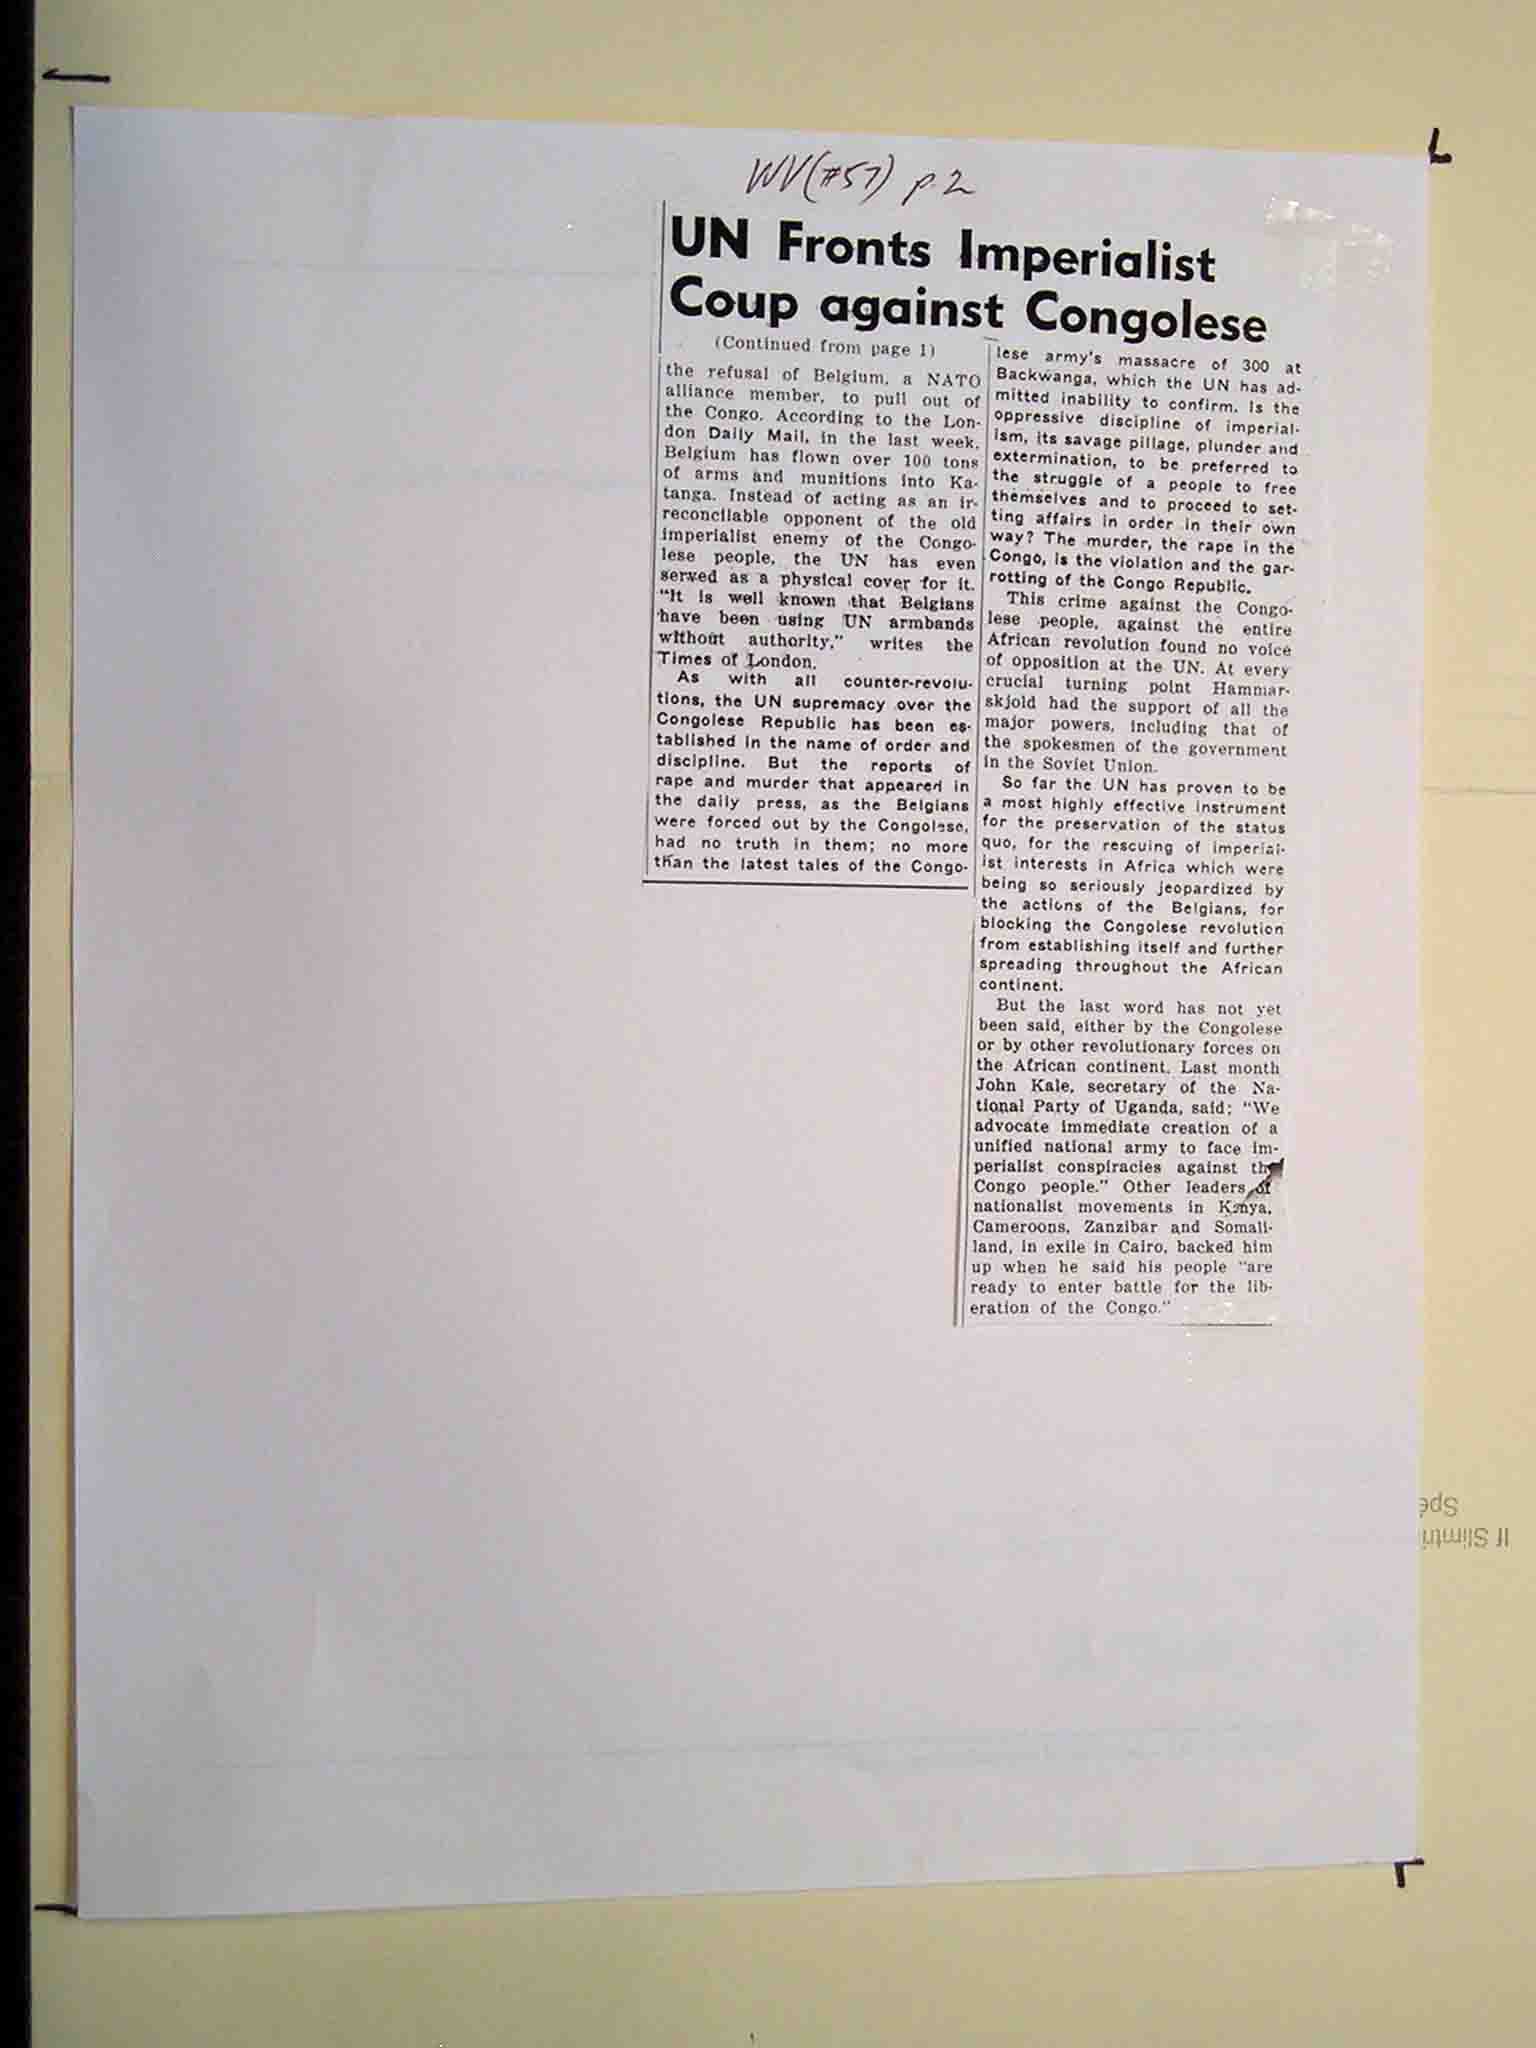 WV(#57) p.2
UN Fronts Imperialist
Coup against Congolese
(Continued from page 1)
the refusal of Belgium, a NATO
alliance member, to pull out of
the Congo. According to the Lon-
don Daily Mail, in the last week,
Belgium has flown over 100 tons
of arms and munitions into Ka-
tanga. Instead of acting as an ir-
reconcilable opponent of the old
imperialist enemy of the Congo-
lese people, the UN has even
served as a physical cover for it.
"It is well known that Belgians
have been using UN armbands
without authority," writes the
Times of London.
As with all counter-revolu-
tions, the UN supremacy over the
Congolese Republic has been es-
tablished in the name of order and
discipline. But the reports of
rape and murder that appeared in
the daily press, as the Belgians
were forced out by the Congolese,
had no truth in them; no more
than the latest tales of the Congo-
lese army's massacre of 300 at
Backwanga, which the UN has ad-
mitted inability to confirm. Is the
oppressive discipline of imperial-
ism, its savage pillage, plunder and
extermination, to be preferred to
the struggle of a people to free
themselves and to proceed to set-
ting affairs in order in their own
way? The murder, the rape in the
Congo, is the violation and the gar-
rotting of the Congo Republic.
This crime against the Congo-
lese people, against the entire
African revolution found no voice
of opposition at the UN. At every
crucial turning point Hammar-
skjold had the support of all the
major powers, including that of
the spokesmen of the government
in the Soviet Union.
So far the UN has proven to be
a most highly effective instrument
for the preservation of the status
quo, for the rescuing of imperial-
ist interests in Africa which were
being so seriously jeopardized by
the actions of the Belgians, for
blocking the Congolese revolution
from establishing itself and further
spreading throughout the African
continent.
But the last word has not yet
been said, either by the Congolese
or by other revolutionary forces on
the African continent. Last month
John Kale, secretary of the Na-
tional Party of Uganda, said: "We
advocate immediate creation of a
unified national army to face im-
perialist conspiracies against the
Congo people." Other leaders of
nationalist movements in Kenya,
Cameroons, Zanzibar and Somali-
land, in exile in Cairo, backed him
up when he said his people "are
ready to enter battle for the lib-
eration of the Congo."
If Slimtri